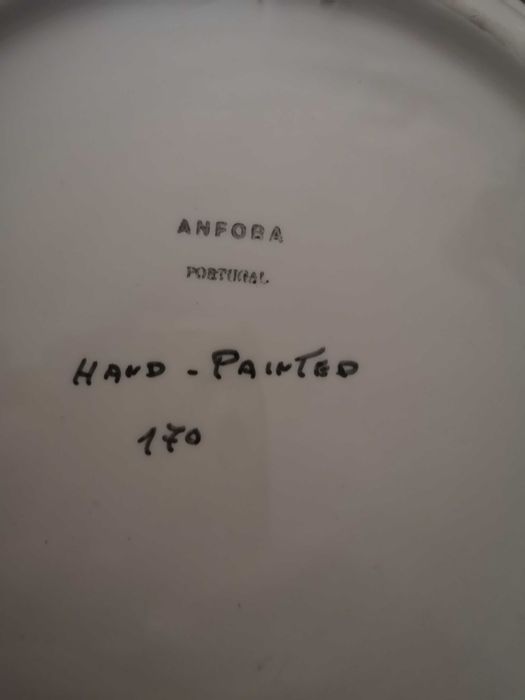 ANFORA
PORTUGAL
HAND - PAINTED
170